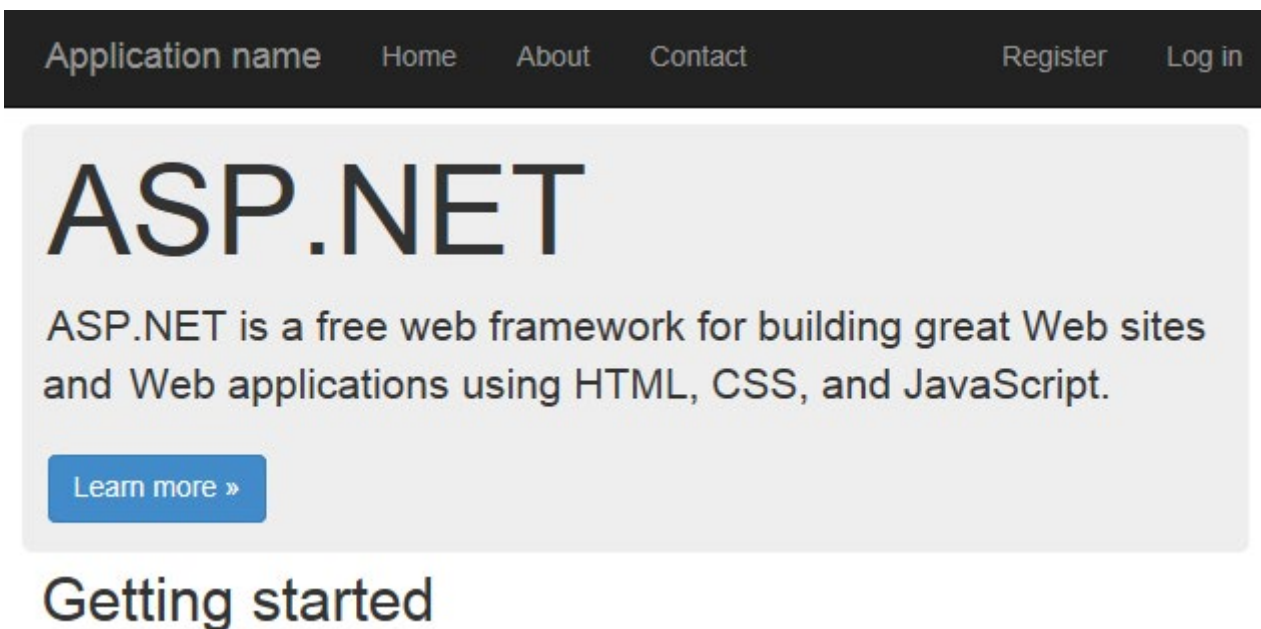 Application name Home About Contact Register Log in
ASP.NET
ASP.NET is a free web framework for building great Web sites
and Web applications using HTML, CSS, and JavaScript.
Learn more »
Getting started